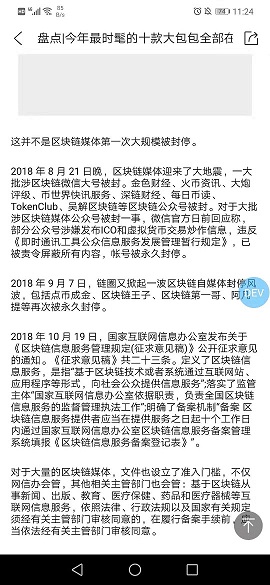 85
B/s
11:24
盘点|今年最时髦的十款大包包全部在
这并不是区块链媒体第一次大规模被封停。
2018 年 8 月 21 日晚，区块链媒体迎来了大地震，一大
批涉区块链微信大号被封。金色财经、火币资讯、大炮
评级、币世界快讯服务、深链财经、每日币读、
TokenClub、吴解区块链等区块链公众号被封。对于大批
涉区块链媒体公众号被封一事，微信官方日前回应称，
部分公众号涉嫌发布ICO和虚拟货币交易炒作信息，违反
《即时通讯工具公众信息服务发展管理暂行规定》，已
被责令屏蔽所有内容，帐号被永久封停。
2018 年 9 月 7 日，链圈又掀起一波区块链自媒体封停风
波，包括点币成金、区块链王子、区块链第一哥、阿凡
提等再次被永久封停。
DEV
2018 年 10 月 19 日，国家互联网信息办公室发布关于
《区块链信息服务管理规定(征求意见稿)》公开征求意见
的通知。《征求意见稿》共二十三条。定义了区块链信
息服务，是指“基于区块链技术或者系统通过互联网站、
应用程序等形式，向社会公众提供信息服务”;落实了监管
主体“国家互联网信息办公室依据职责，负责全国区块链
信息服务的监督管理执法工作”;明确了备案机制“备案 区
块链信息服务提供者应当在提供服务之日起十个工作日
内通过国家互联网信息办公室区块链信息服务备案管理
系统填报《区块链信息服务备案登记表》”。
对于大量的区块链媒体，文件也设立了准入门槛，不仅
网信办会管，其他相关主管部门也会管：基于区块链从
事新闻、出版、教育、医疗保健、药品和医疗器械等互
联网信息服务，依照法律、行政法规以及国家有关规定
须经有关主管部门审核同意的，在履行备案手续前，
当依法经有关主管部门审核同意。